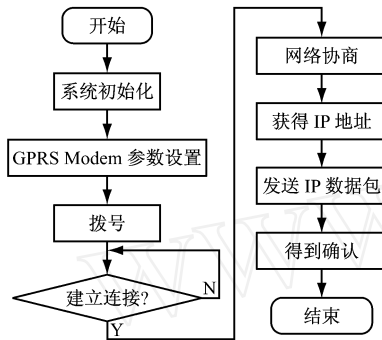 开始
系统初始化
GPRS Modem 参数设置
拨号
建立连接?
N
Y
网络协商
获得 IP 地址
发送 IP 数据包
得到确认
结束